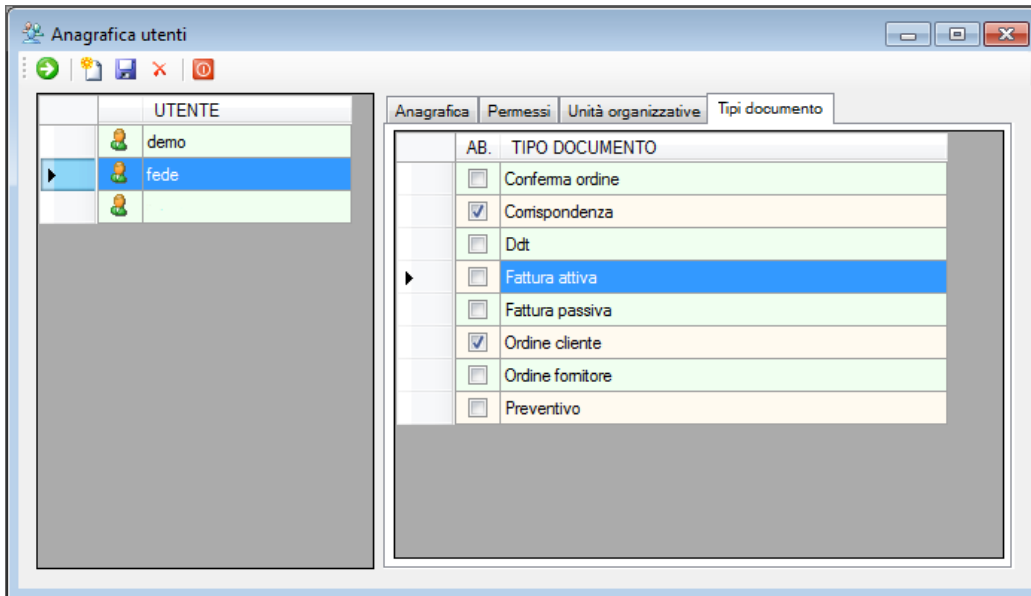 Anagrafica utenti
UTENTE
demo
fede
Anagrafica Permessi Unità organizzative Tipi documento
AB. TIPO DOCUMENTO
Conferma ordine
Corrispondenza
Ddt
Fattura attiva
Fattura passiva
Ordine cliente
Ordine fornitore
Preventivo